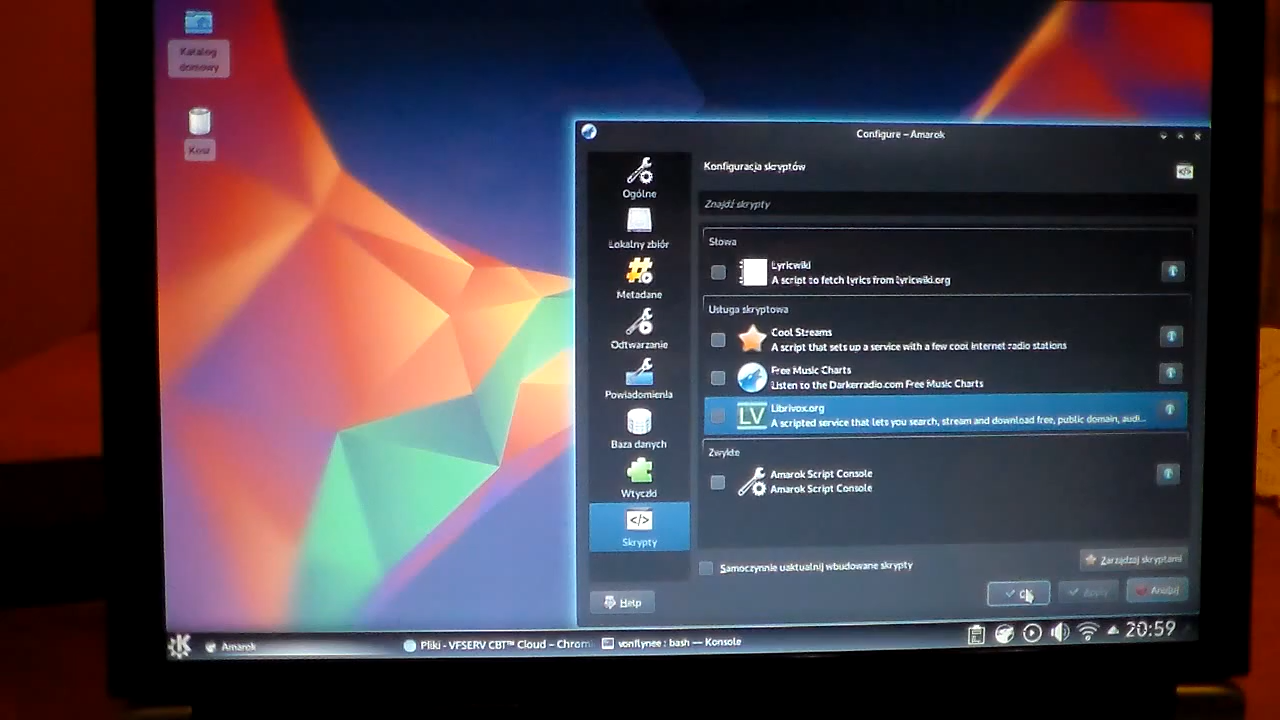 Katalog
domowy
Kosz
Configure – Amarok
Ogólne
Lokalny zbiór
Metadane
Odtwarzanie
Powiadomienia
Baza danych
Wtyczki
Skrypty
Konfiguracja skryptów
Znajdź skrypty
Słowa
Lyricwiki
A script to fetch lyrics from lyricwiki.org
Usługa skryptowa
Cool Streams
A script that sets up a service with a few cool Internet radio stations
Free Music Charts
Listen to the Darkerradio.com Free Music Charts
LV
Librivox.org
A scripted service that lets you search, stream and download free, public domain, audi...
Zwykłe
Amarok Script Console
Amarok Script Console
Samoczynnie uaktualnij wbudowane skrypty
Zarządzaj skryptami
Help
OK
Apply
Anuluj
Amarok
Pliki - VFSERV CBT™ Cloud – Chrom
vonflynee : bash — Konsole
20:59